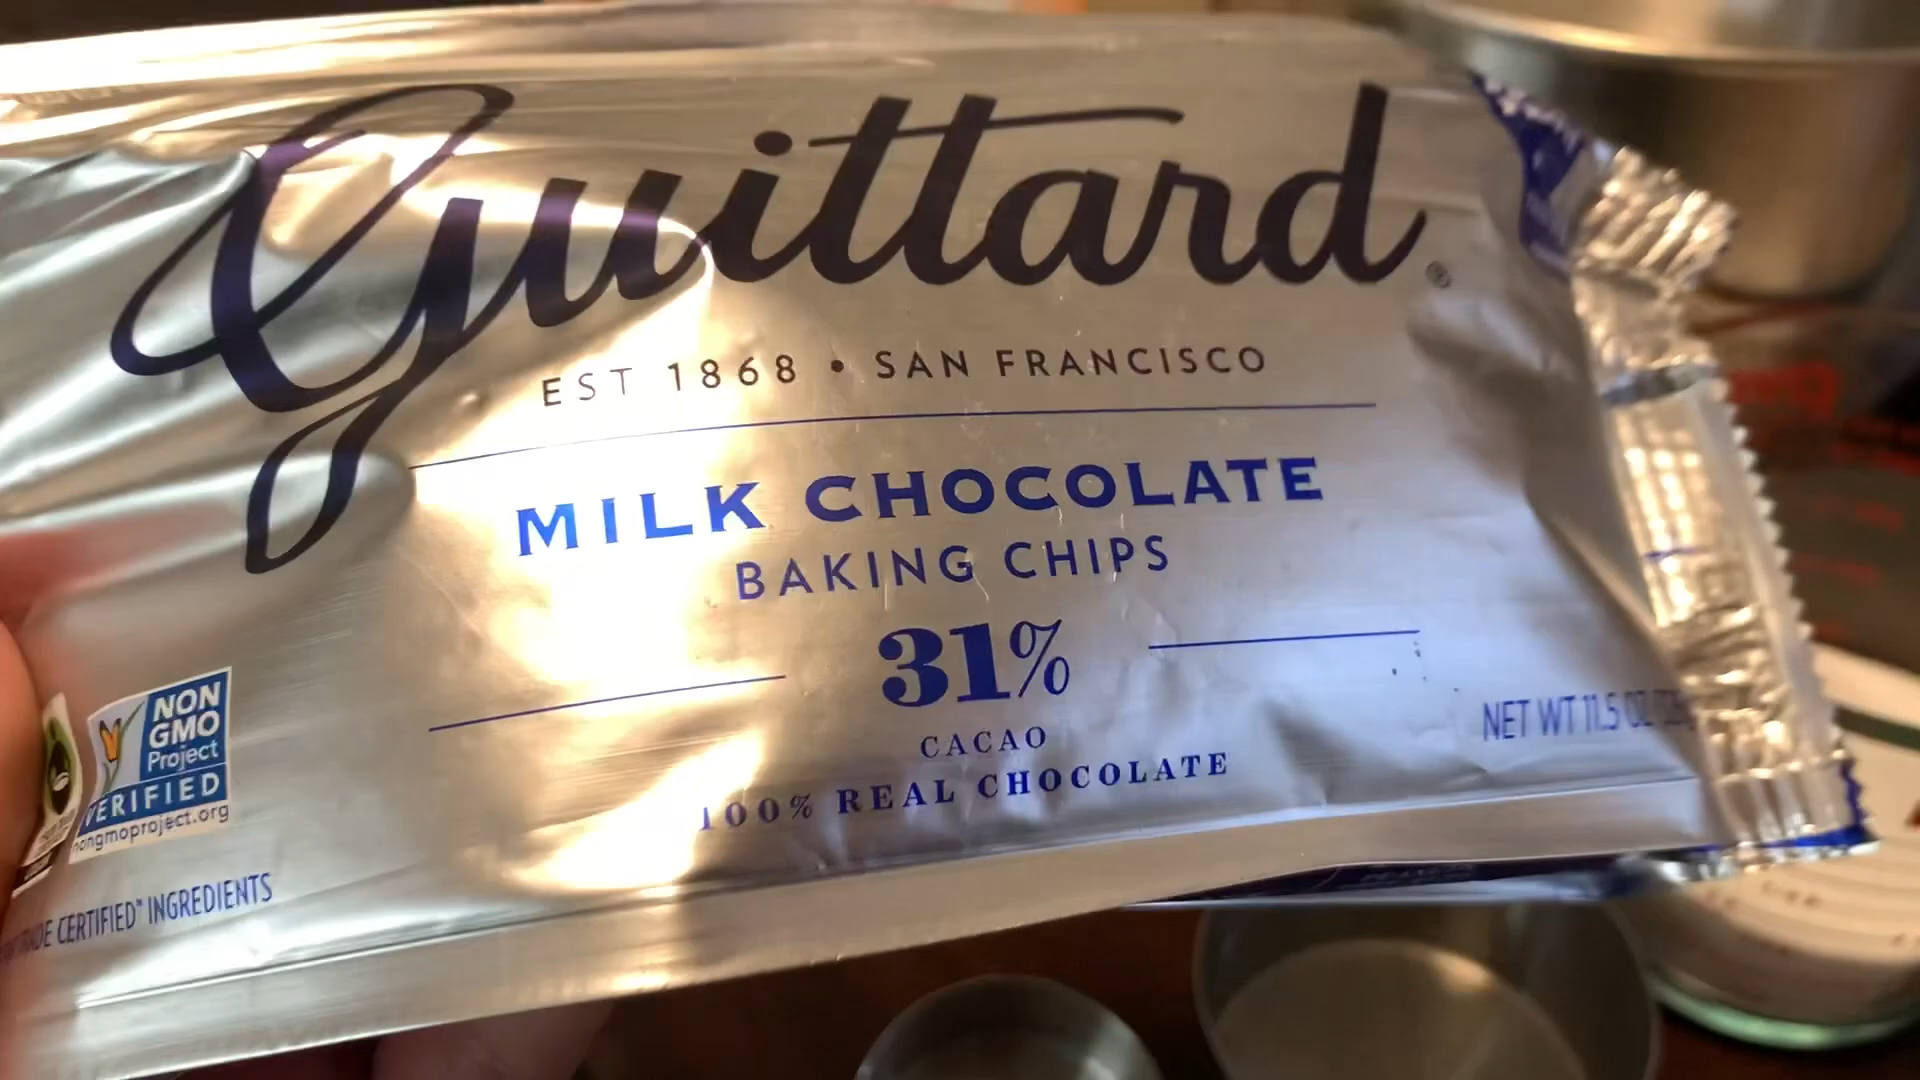 Guittard®
EST 1868 • SAN FRANCISCO
MILK CHOCOLATE
BAKING CHIPS
31%
CACAO
100% REAL CHOCOLATE
NET WT 11.5 OZ
NON
GMO
Project
VERIFIED
nongmoproject.org
CERTIFIED™ INGREDIENTS